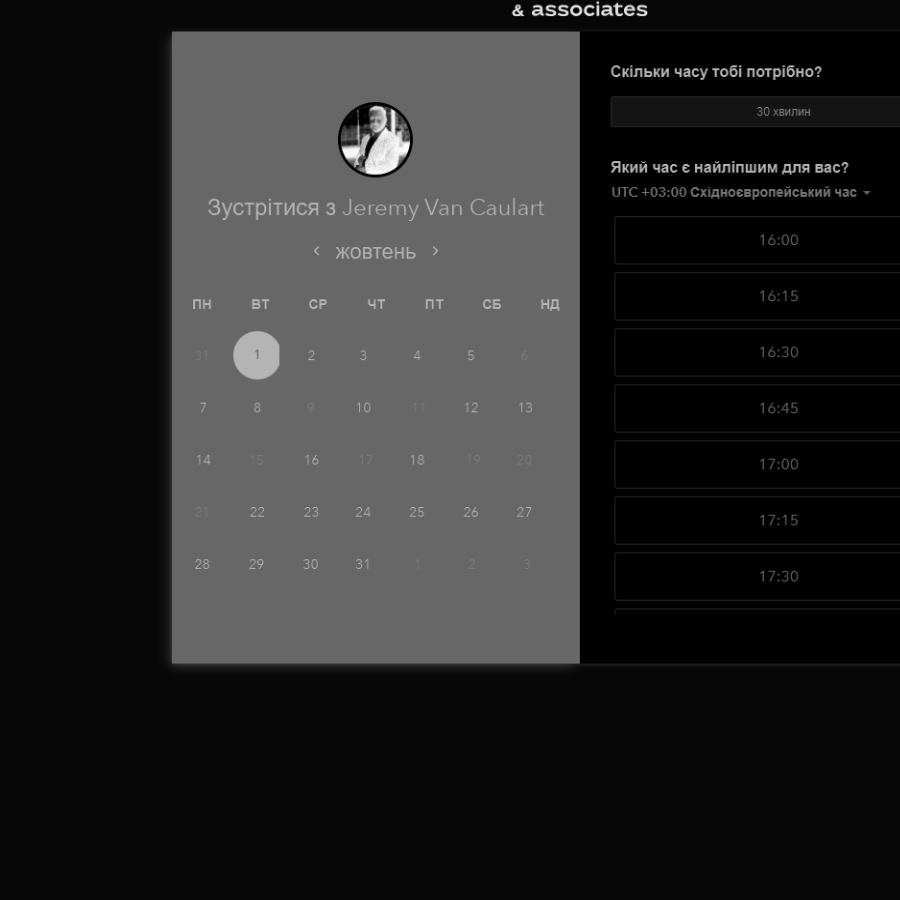 & associates
Зустрітися з Jeremy Van Caulart
жовтень
ПН ВТ СР ЧТ ПТ СБ НД
31 1 2 3 4 5 6
7 8 9 10 11 12 13
14 15 16 17 18 19 20
21 22 23 24 25 26 27
28 29 30 31 1 2 3
Скільки часу тобі потрібно?
30 хвилин
Який час є найліпшим для вас?
UTC +03:00 Східноєвропейський час
16:00
16:15
16:30
16:45
17:00
17:15
17:30